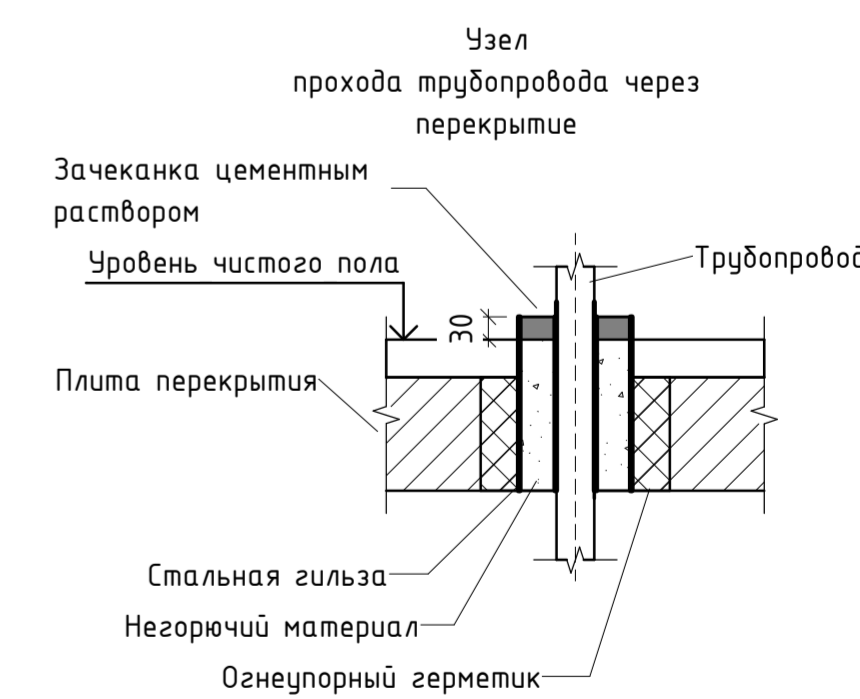 Узел
прохода трубопровода через
перекрытие
Зачеканка цементным
раствором
Уровень чистого пола
Трубопровод
30
Плита перекрытия
Стальная гильза
Негорючий материал
Огнеупорный герметик